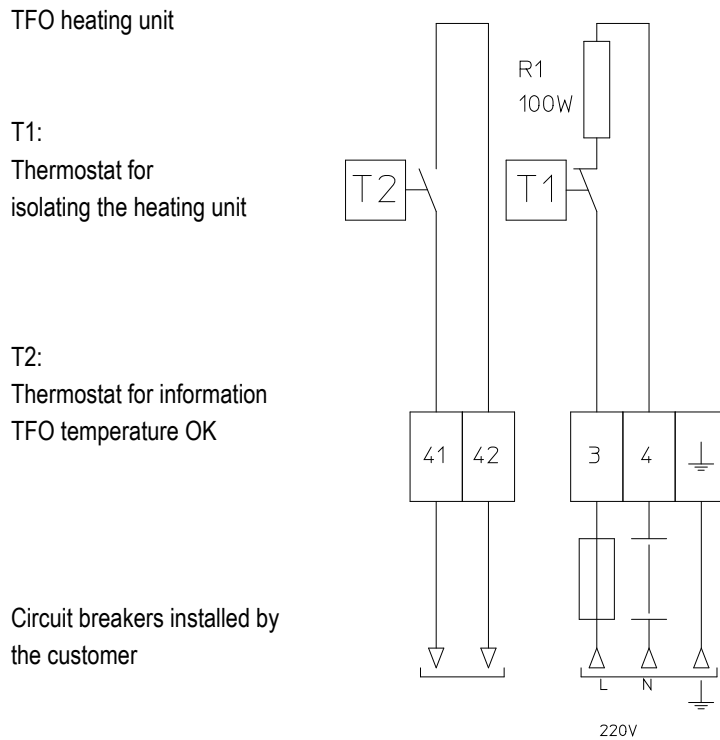 TFO heating unit
R1
100W
T1:
Thermostat for
isolating the heating unit
T2
T1
T2:
Thermostat for information
TFO temperature OK
41 42 3 4
Circuit breakers installed by
the customer
L N
220V